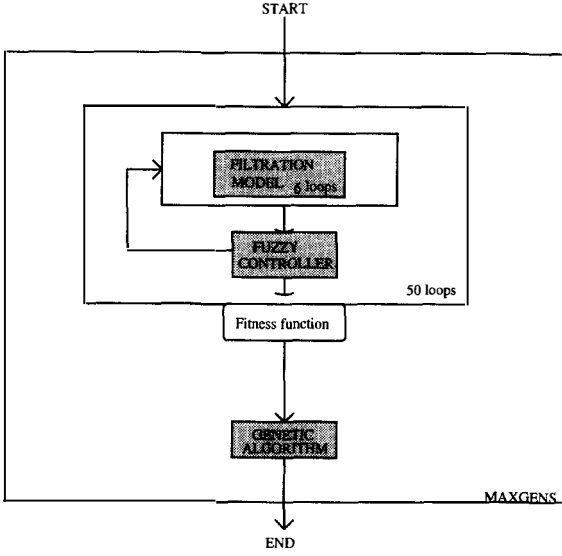 START
FILTRATION
MODEL 6 loops
FUZZY
CONTROLLER
50 loops
Fitness function
GENETIC
ALGORITHM
MAXGENS
END